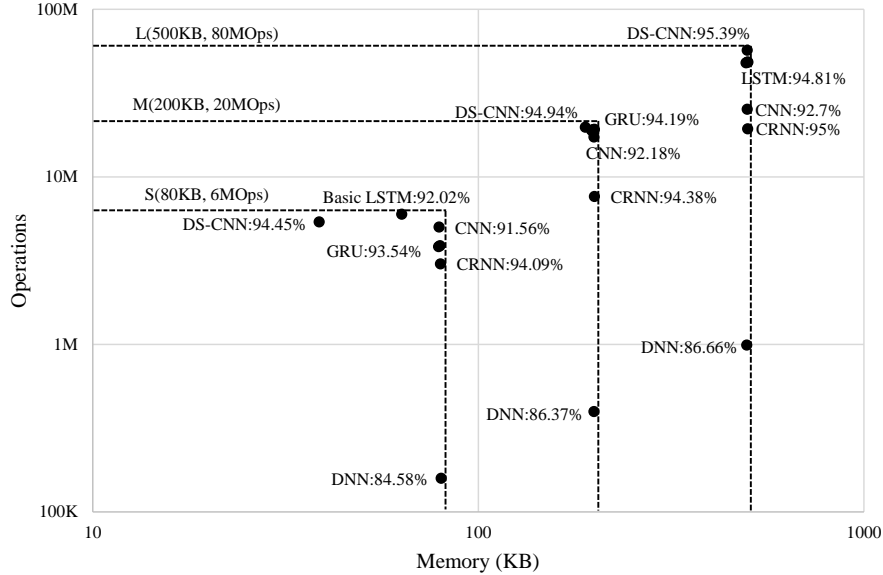 100M
L(500KB, 80MOps)
DS-CNN:95.39%
LSTM:94.81%
M(200KB, 20MOps)
DS-CNN:94.94%
GRU:94.19%
CNN:92.7%
CRNN:95%
CNN:92.18%
10M
S(80KB, 6MOps)
Basic LSTM:92.02%
CRNN:94.38%
DS-CNN:94.45%
CNN:91.56%
GRU:93.54%
CRNN:94.09%
Operations
1M
DNN:86.66%
DNN:86.37%
DNN:84.58%
100K
10
100
1000
Memory (KB)